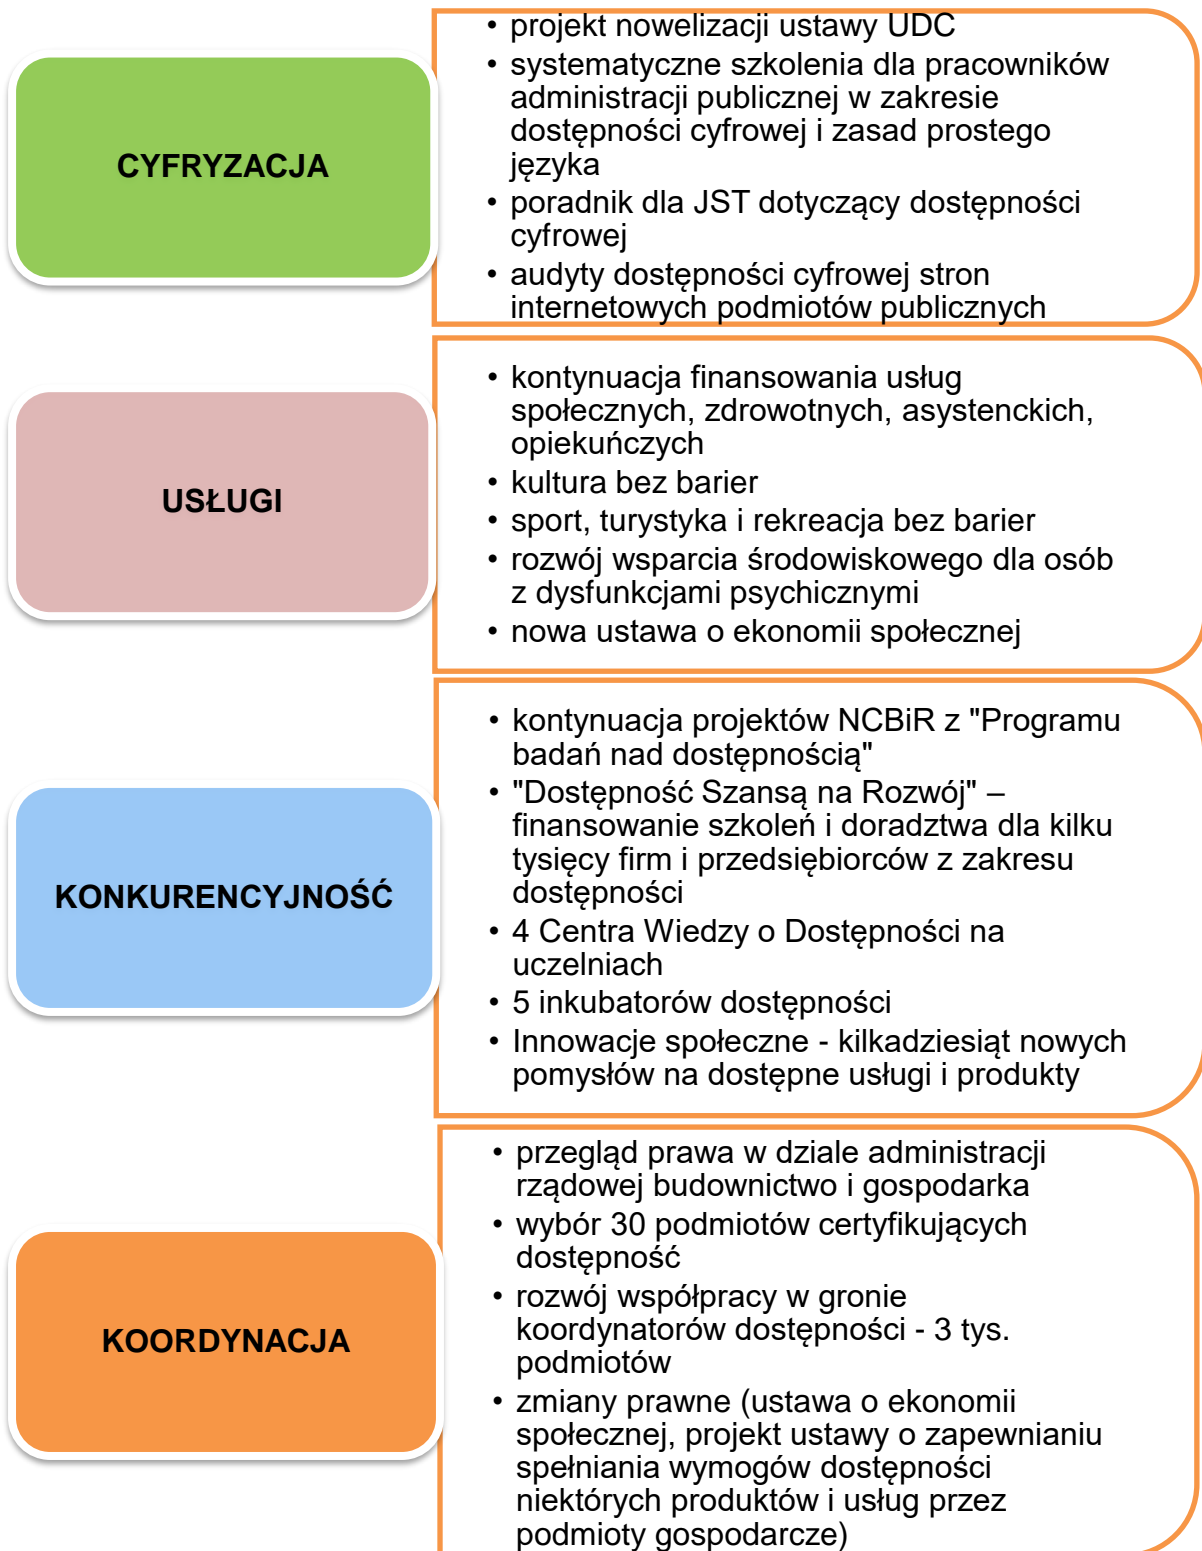 CYFRYZACJA
• projekt nowelizacji ustawy UDC
• systematyczne szkolenia dla pracowników
administracji publicznej w zakresie
dostępności cyfrowej i zasad prostego
języka
• poradnik dla JST dotyczący dostępności
cyfrowej
• audyty dostępności cyfrowej stron
internetowych podmiotów publicznych
USŁUGI
• kontynuacja finansowania usług
społecznych, zdrowotnych, asystenckich,
opiekuńczych
• kultura bez barier
• sport, turystyka i rekreacja bez barier
• rozwój wsparcia środowiskowego dla osób
z dysfunkcjami psychicznymi
• nowa ustawa o ekonomii społecznej
KONKURENCYJNOŚĆ
• kontynuacja projektów NCBiR z "Programu
badań nad dostępnością"
• "Dostępność Szansą na Rozwój" –
finansowanie szkoleń i doradztwa dla kilku
tysięcy firm i przedsiębiorców z zakresu
dostępności
• 4 Centra Wiedzy o Dostępności na
uczelniach
• 5 inkubatorów dostępności
• Innowacje społeczne - kilkadziesiąt nowych
pomysłów na dostępne usługi i produkty
KOORDYNACJA
• przegląd prawa w dziale administracji
rządowej budownictwo i gospodarka
• wybór 30 podmiotów certyfikujących
dostępność
• rozwój współpracy w gronie
koordynatorów dostępności - 3 tys.
podmiotów
• zmiany prawne (ustawa o ekonomii
społecznej, projekt ustawy o zapewnianiu
spełniania wymogów dostępności
niektórych produktów i usług przez
podmioty gospodarcze)